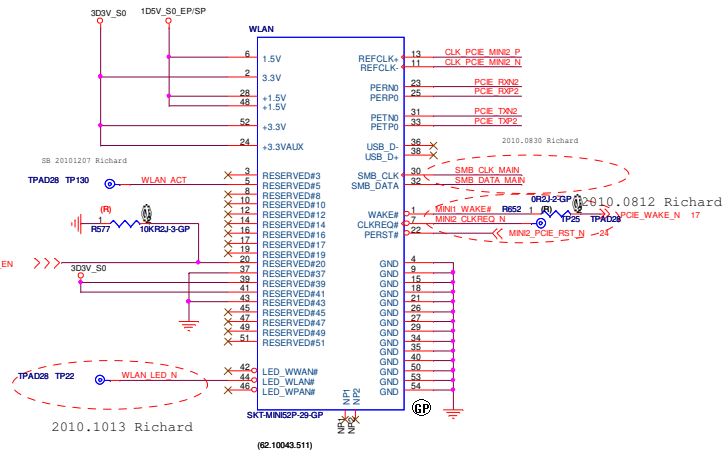 3D3V_S0
1D5V_S0_EP/SP
WLAN
6 1.5V
2 3.3V
28 +1.5V
48 +1.5V
52 +3.3V
24 +3.3VAUX
REFCLK+ 13 CLK_PCIE_MINI2_P
REFCLK- 11 CLK_PCIE_MINI2_N
PERN0 23 PCIE_RXN2
PERP0 25 PCIE_RXP2
PETN0 31 PCIE_TXN2
PETP0 33 PCIE_TXP2
2010.0830 Richard
USB_D- 36
USB_D+ 38
SMB_CLK 30 SMB_CLK_MAIN
SMB_DATA 32 SMB_DATA_MAIN
SB 20101207 Richard
TPAD28 TP130 WLAN_ACT
3 RESERVED#3
5 RESERVED#5
8 RESERVED#8
10 RESERVED#10
12 RESERVED#12
14 RESERVED#14
16 RESERVED#16
17 RESERVED#17
19 RESERVED#19
20 RESERVED#20
37 RESERVED#37
39 RESERVED#39
41 RESERVED#41
43 RESERVED#43
45 RESERVED#45
47 RESERVED#47
49 RESERVED#49
51 RESERVED#51
(R)
1 2
R577 10KR2J-3-GP
_EN
3D3V_S0
0R2J-2-GP
2010.0812 Richard
WAKE# 1 MINI1_WAKE# R652 1 (R) 2 PCIE_WAKE_N 17
CLKREQ# 7 MINI2_CLKREQ_N TP25 TPAD28
PERST# 22 MINI2_PCIE_RST_N 24
GND 4
GND 9
GND 15
GND 18
GND 21
GND 26
GND 27
GND 29
GND 34
GND 35
GND 40
GND 50
GND 53
GND 54
42 LED_WWAN#
44 LED_WLAN#
46 LED_WPAN#
TPAD28 TP22 WLAN_LED_N
2010.1013 Richard
NP1
NP2
NP1
GP
SKT-MINI52P-29-GP
(62.10043.511)